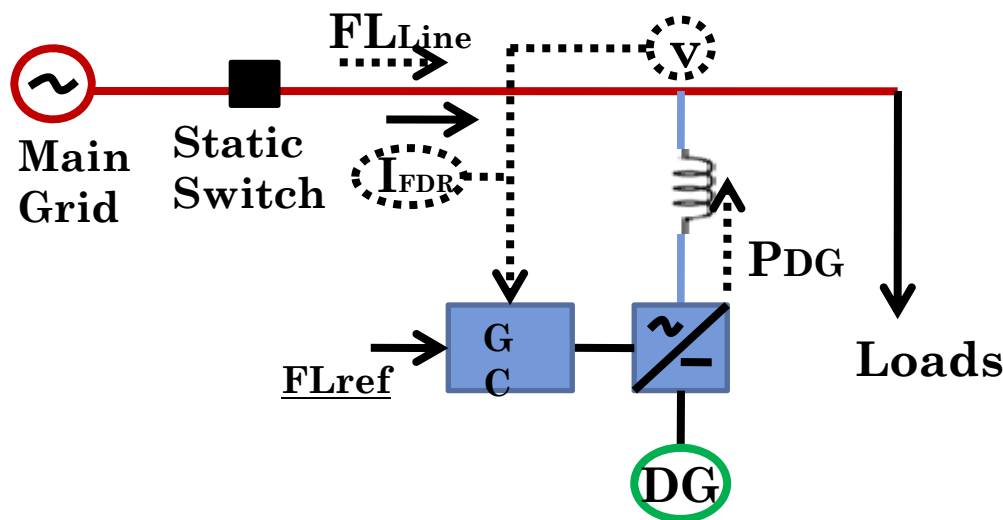 FLLine
v
Main
Grid
Static
Switch
IFDR
PDG
G
C
FLref
Loads
DG